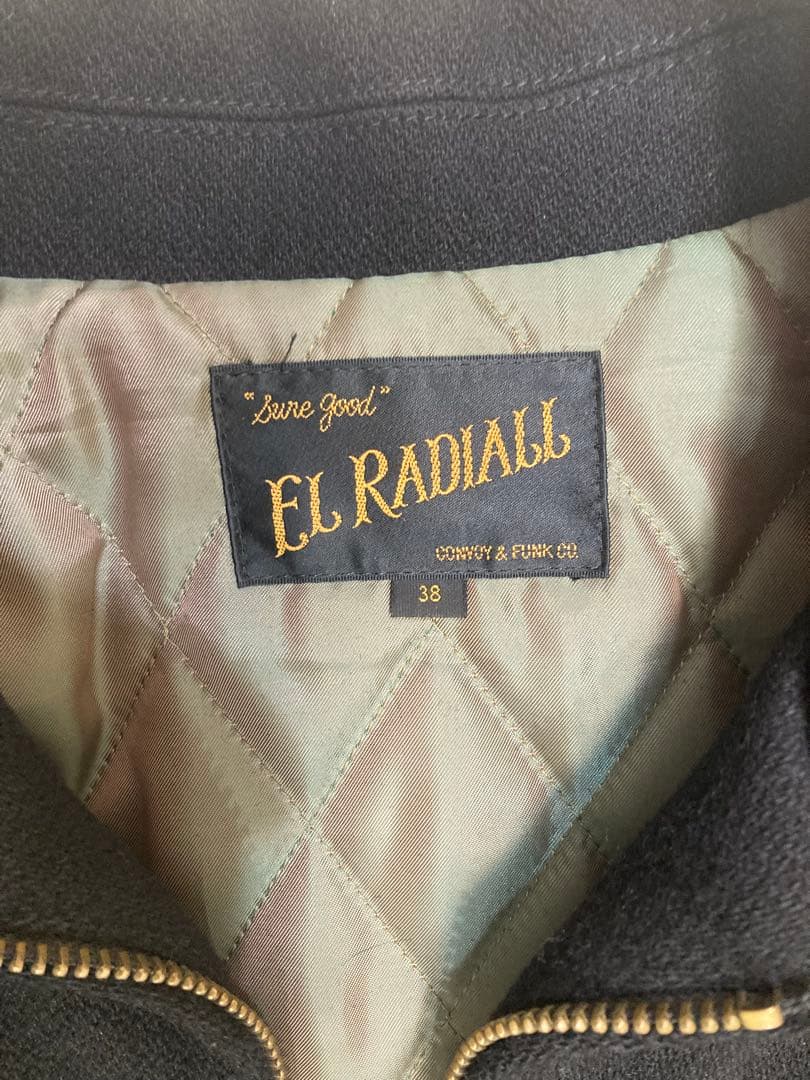 "Sure good"
EL RADIALL
CONVOY & FUNK CO.
38